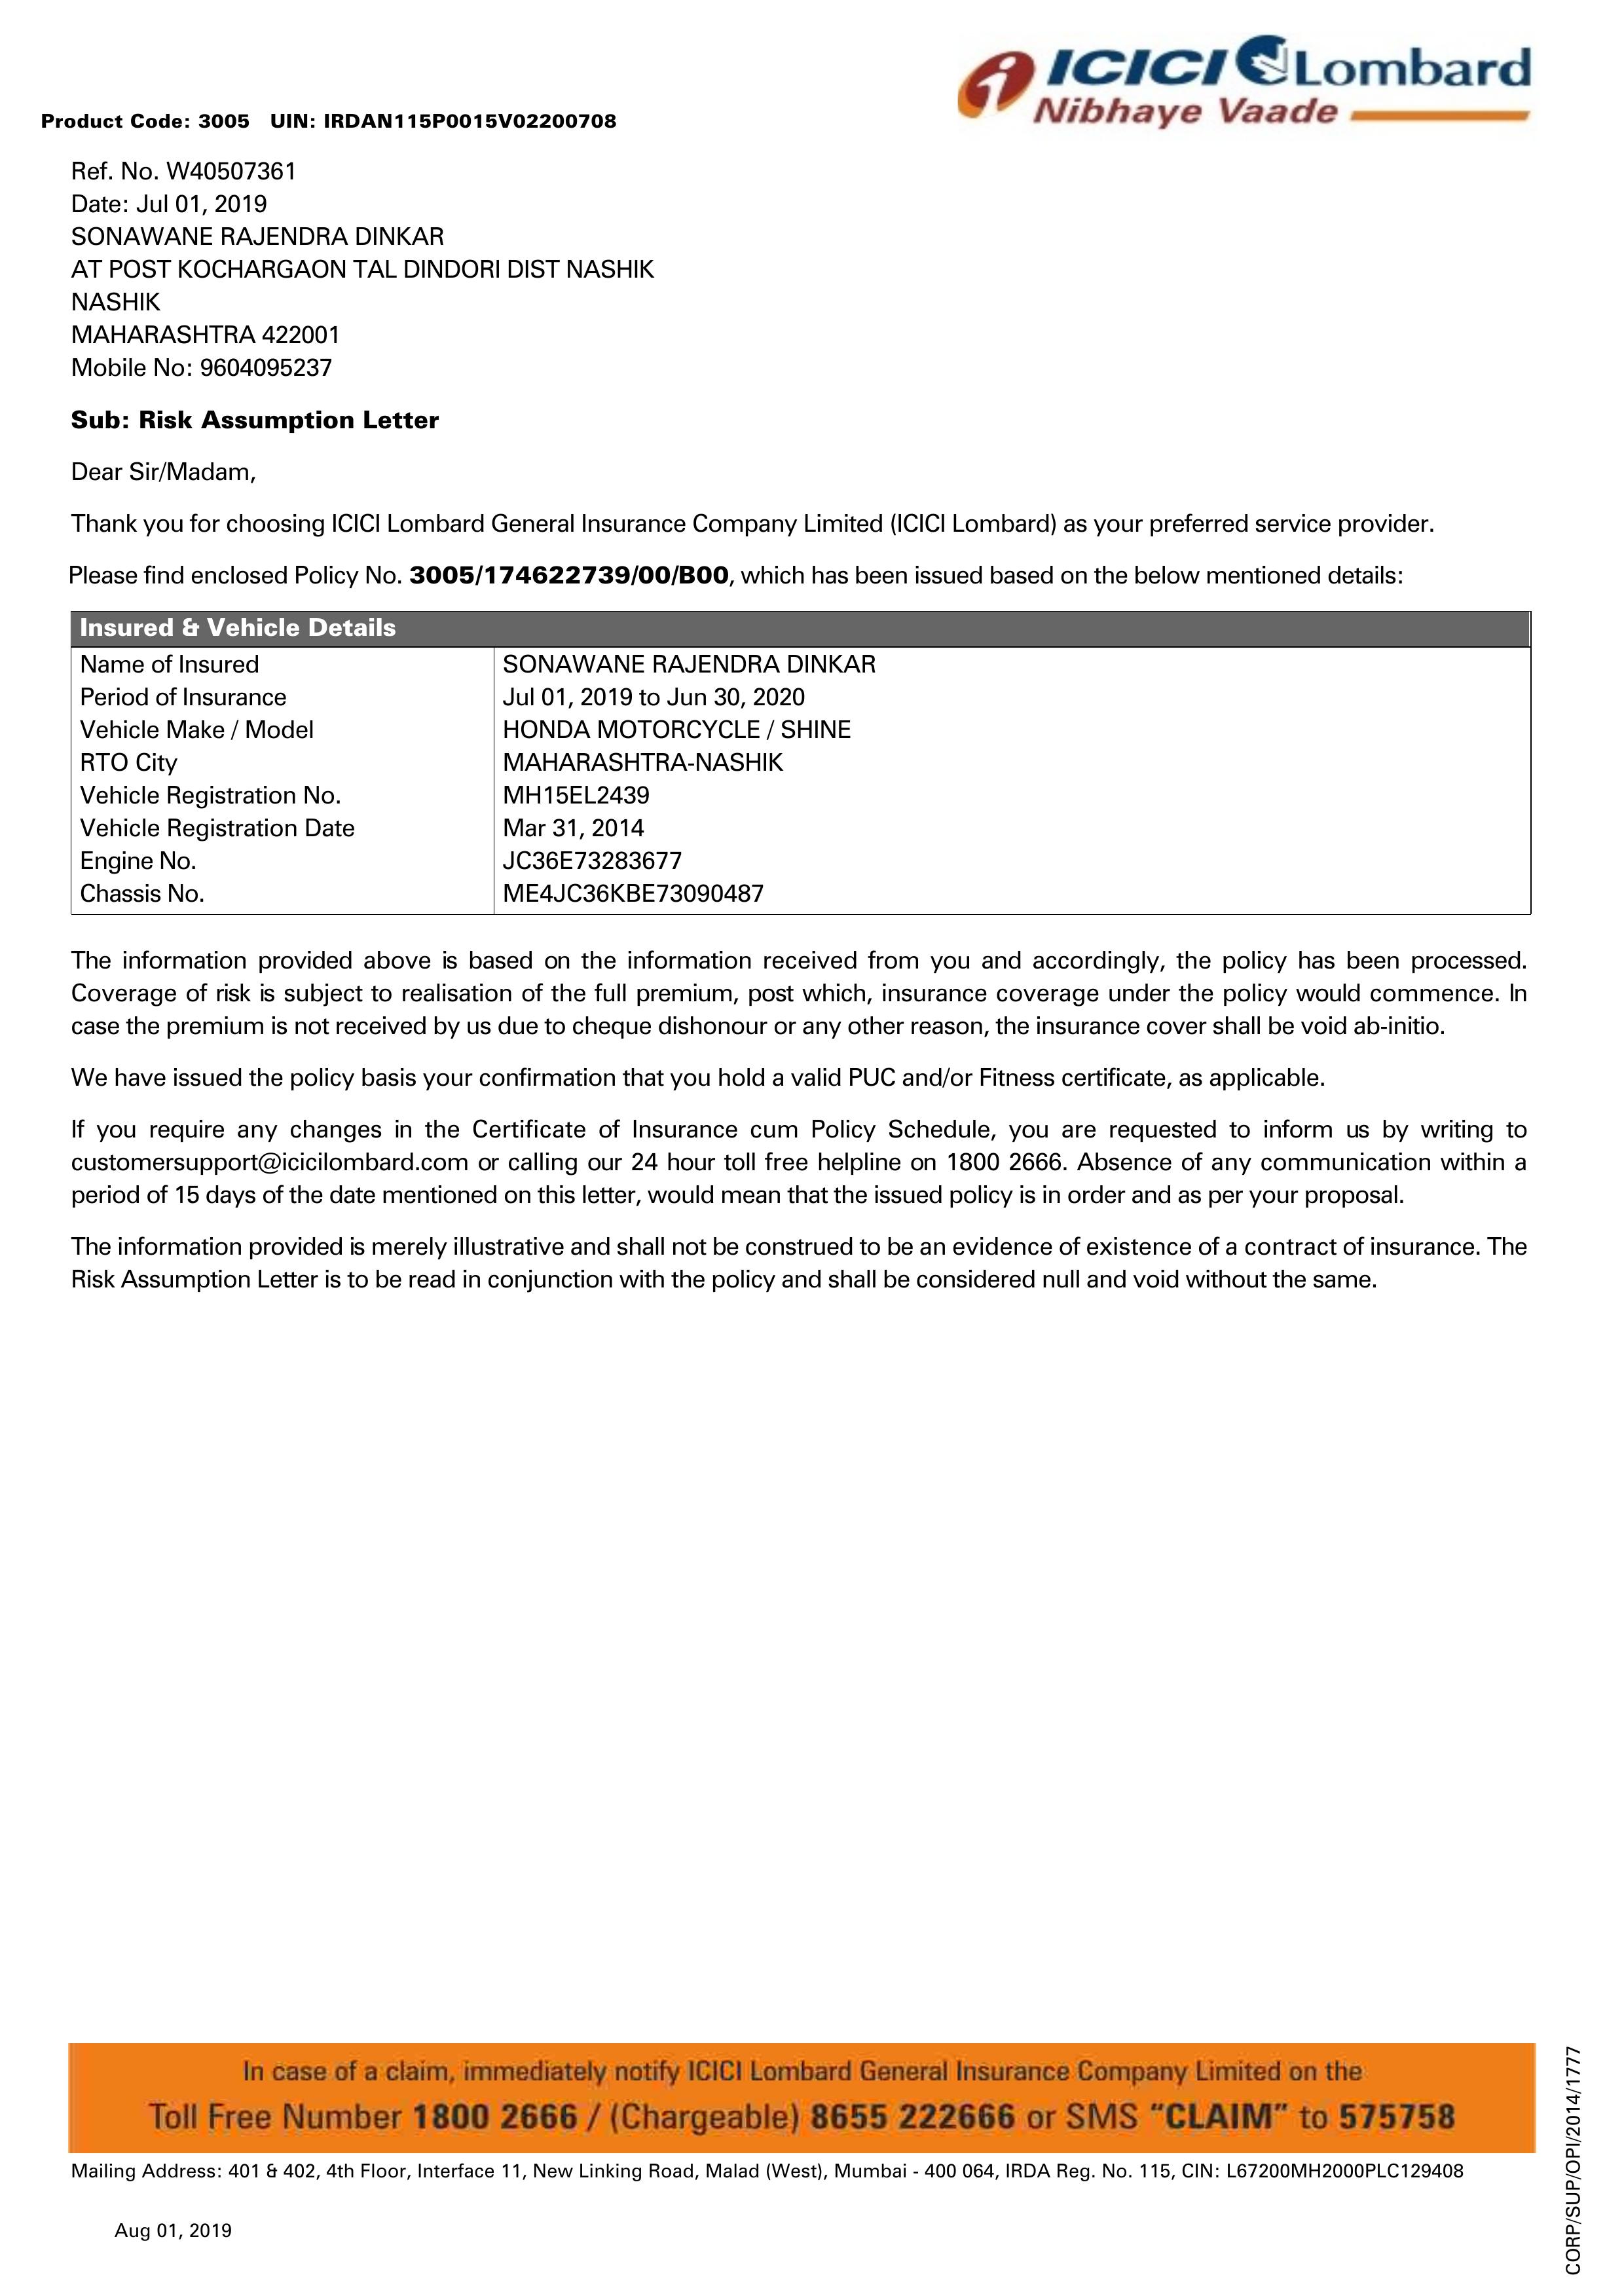 ICICI Lombard
Nibhaye Vaade
Product Code: 3005 UIN: IRDAN115P0015V02200708
Ref. No. W40507361
Date: Jul 01, 2019
SONAWANE RAJENDRA DINKAR
AT POST KOCHARGAON TAL DINDORI DIST NASHIK
NASHIK
MAHARASHTRA 422001
Mobile No: 9604095237
Sub: Risk Assumption Letter
Dear Sir/Madam,
Thank you for choosing ICICI Lombard General Insurance Company Limited (ICICI Lombard) as your preferred service provider.
Please find enclosed Policy No. 3005/174622739/00/B00, which has been issued based on the below mentioned details:
Insured & Vehicle Details
Name of Insured SONAWANE RAJENDRA DINKAR
Period of Insurance Jul 01, 2019 to Jun 30, 2020
Vehicle Make / Model HONDA MOTORCYCLE / SHINE
RTO City MAHARASHTRA-NASHIK
Vehicle Registration No. MH15EL2439
Vehicle Registration Date Mar 31, 2014
Engine No. JC36E73283677
Chassis No. ME4JC36KBE73090487
The information provided above is based on the information received from you and accordingly, the policy has been processed.
Coverage of risk is subject to realisation of the full premium, post which, insurance coverage under the policy would commence. In
case the premium is not received by us due to cheque dishonour or any other reason, the insurance cover shall be void ab-initio.
We have issued the policy basis your confirmation that you hold a valid PUC and/or Fitness certificate, as applicable.
If you require any changes in the Certificate of Insurance cum Policy Schedule, you are requested to inform us by writing to
customersupport@icicilombard.com or calling our 24 hour toll free helpline on 1800 2666. Absence of any communication within a
period of 15 days of the date mentioned on this letter, would mean that the issued policy is in order and as per your proposal.
The information provided is merely illustrative and shall not be construed to be an evidence of existence of a contract of insurance. The
Risk Assumption Letter is to be read in conjunction with the policy and shall be considered null and void without the same.
In case of a claim, immediately notify ICICI Lombard General Insurance Company Limited on the
Toll Free Number 1800 2666 / (Chargeable) 8655 222666 or SMS “CLAIM” to 575758
Mailing Address: 401 & 402, 4th Floor, Interface 11, New Linking Road, Malad (West), Mumbai - 400 064, IRDA Reg. No. 115, CIN: L67200MH2000PLC129408
Aug 01, 2019
CORP/SUP/OPI/2014/1777